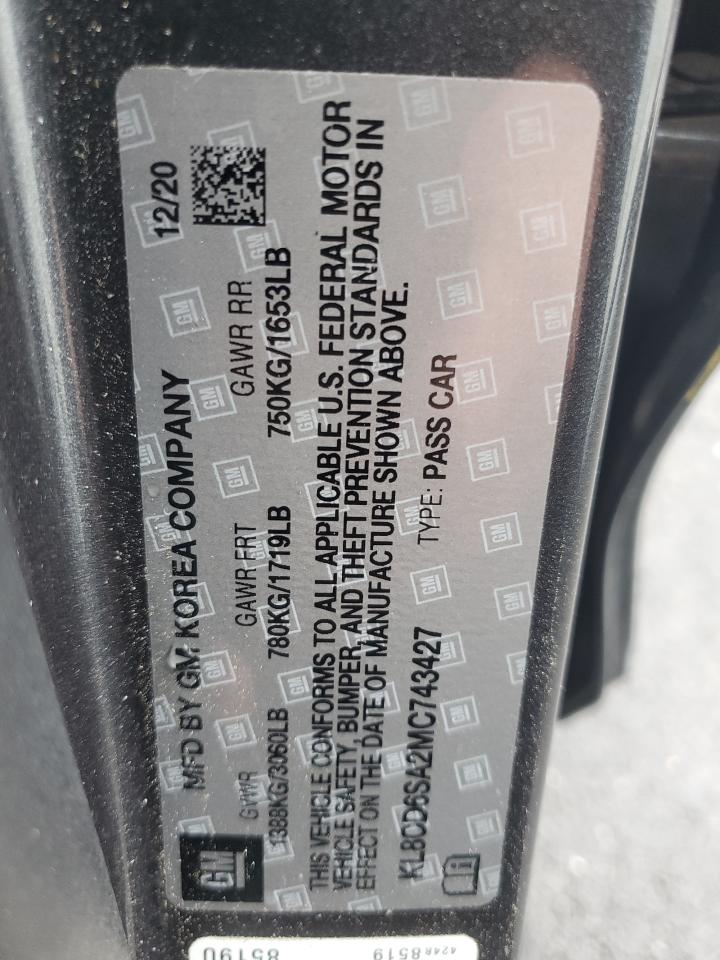 GM
MFD BY GM KOREA COMPANY 12/20
GVWR GAWR FRT GAWR RR
1388KG/3060LB 780KG/1719LB 750KG/1653LB
THIS VEHICLE CONFORMS TO ALL APPLICABLE U.S. FEDERAL MOTOR
VEHICLE SAFETY, BUMPER, AND THEFT PREVENTION STANDARDS IN
EFFECT ON THE DATE OF MANUFACTURE SHOWN ABOVE.
KL8CD6SA2MC743427 TYPE: PASS CAR
42488519